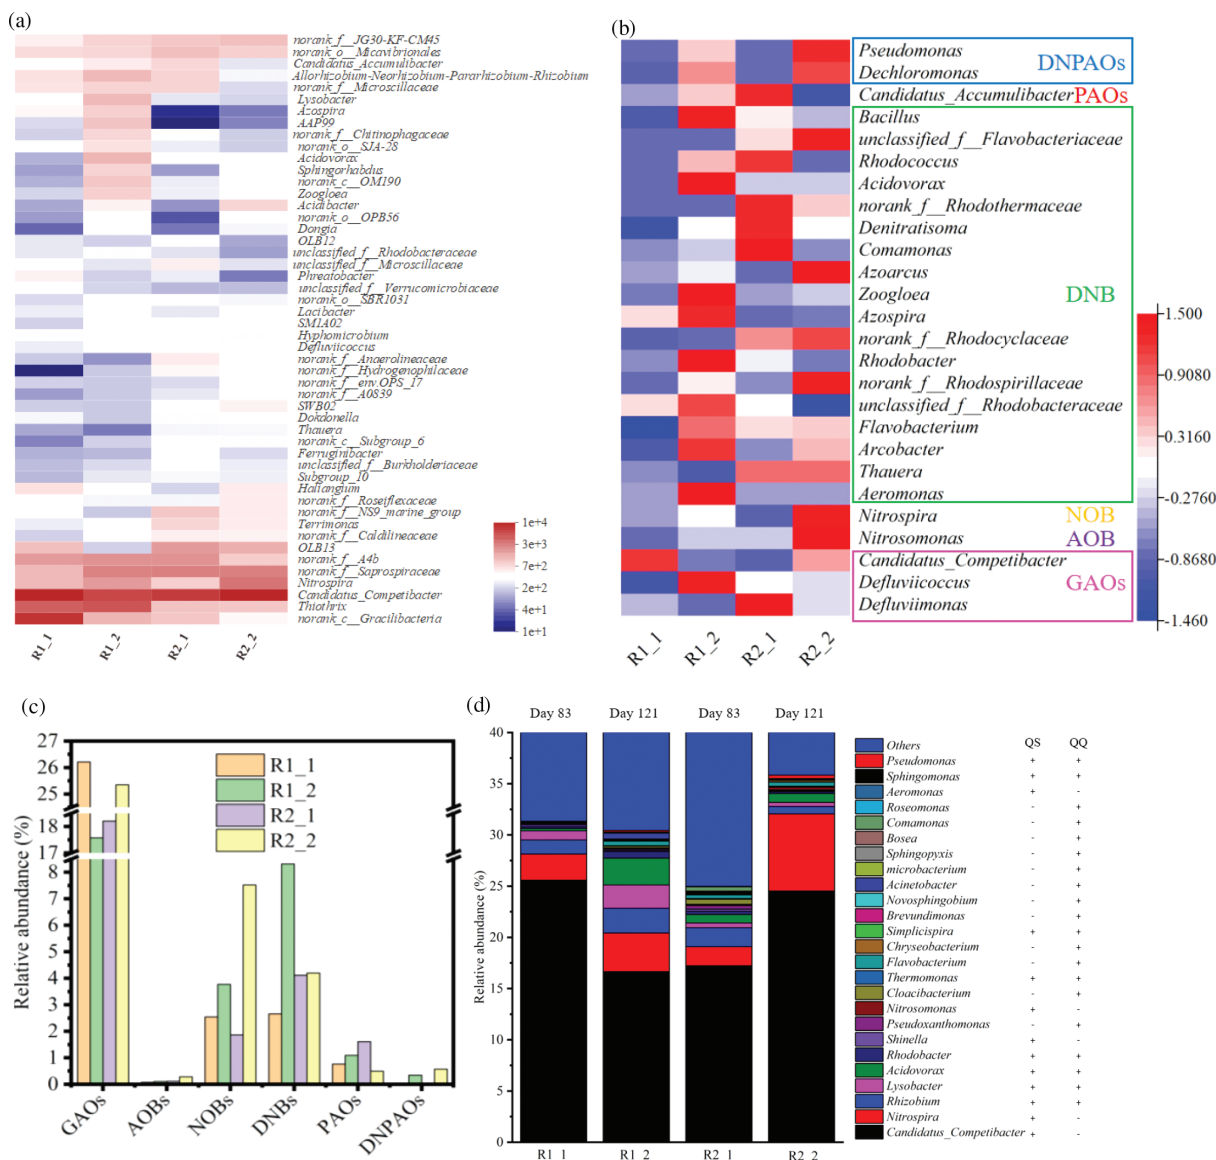 (a)
norank_f__JG30-KF-CM45
norank_o__Micavibrionales
Candidatus_Accumulibacter
Allorhizobium-Neorhizobium-Pararhizobium-Rhizobium
norank_f__Microscillaceae
Lysobacter
Azospira
AAP99
norank_f__Chitinophagaceae
norank_o__SJA-28
Acidovorax
Sphingorhabdus
norank_c__OM190
Zoogloea
Acidibacter
norank_o__OPB56
Dongia
OLB12
unclassified_f__Rhodobacteraceae
unclassified_f__Microscillaceae
Phreatobacter
unclassified_f__Verrucomicrobiaceae
norank_o__SBR1031
Lacibacter
SM1A02
Hyphomicrobium
Defluviicoccus
norank_f__Anaerolineaceae
norank_f__Hydrogenophilaceae
norank_f__env.OPS_17
norank_f__A0839
SWB02
Dokdonella
Thauera
norank_c__Subgroup_6
Ferruginibacter
unclassified_f__Burkholderiaceae
Subgroup_10
Haliangium
norank_f__Roseiflexaceae
norank_f__NS9_marine_group
Terrimonas
norank_f__Caldilineaceae
OLB13
norank_f__A4b
norank_f__Saprospiraceae
Nitrospira
Candidatus_Competibacter
Thiothrix
norank_c__Gracilibacteria
R1_1 R1_2 R2_1 R2_2
1e+4
3e+3
5e+2
2e+2
4e+1
1e+1
(b)
Pseudomonas
Dechloromonas
DNPAOs
Candidatus_Accumulibacter PAOs
Bacillus
unclassified_f__Flavobacteriaceae
Rhodococcus
Acidovorax
norank_f__Rhodothermaceae
Denitratisoma
Comamonas
Azoarcus
Zoogloea DNB
Azospira
norank_f__Rhodocyclaceae
Rhodobacter
norank_f__Rhodospirillaceae
unclassified_f__Rhodobacteraceae
Flavobacterium
Arcobacter
Thauera
Aeromonas
Nitrospira NOB
Nitrosomonas AOB
Candidatus_Competibacter
Defluviicoccus GAOs
Defluviimonas
R1_1 R1_2 R2_1 R2_2
1.500
0.9080
0.3160
-0.2760
-0.8680
-1.460
(c)
Relative abundance (%)
27
26
25
18
17
8
7
6
5
4
3
2
1
0
R1_1
R1_2
R2_1
R2_2
GAOs AOBs NOBs DNBs PAOs DNPAOs
(d)
Day 83 Day 121 Day 83 Day 121
Relative abundance (%)
40
35
30
25
20
15
10
5
0
R1_1 R1_2 R2_1 R2_2
QS QQ
Others
Pseudomonas + +
Sphingomonas + +
Aeromonas + -
Roseomonas - +
Comamonas - +
Bosea - +
Sphingopyxis - +
microbacterium - +
Acinetobacter - +
Novosphingobium - +
Brevundimonas - +
Simplicispira + +
Chryseobacterium - +
Flavobacterium - +
Thermomonas + +
Cloacibacterium - +
Nitrosomonas + -
Pseudoxanthomonas - +
Shinella + -
Rhodobacter + +
Acidovorax + +
Lysobacter + +
Rhizobium + +
Nitrospira + -
Candidatus_Competibacter + -